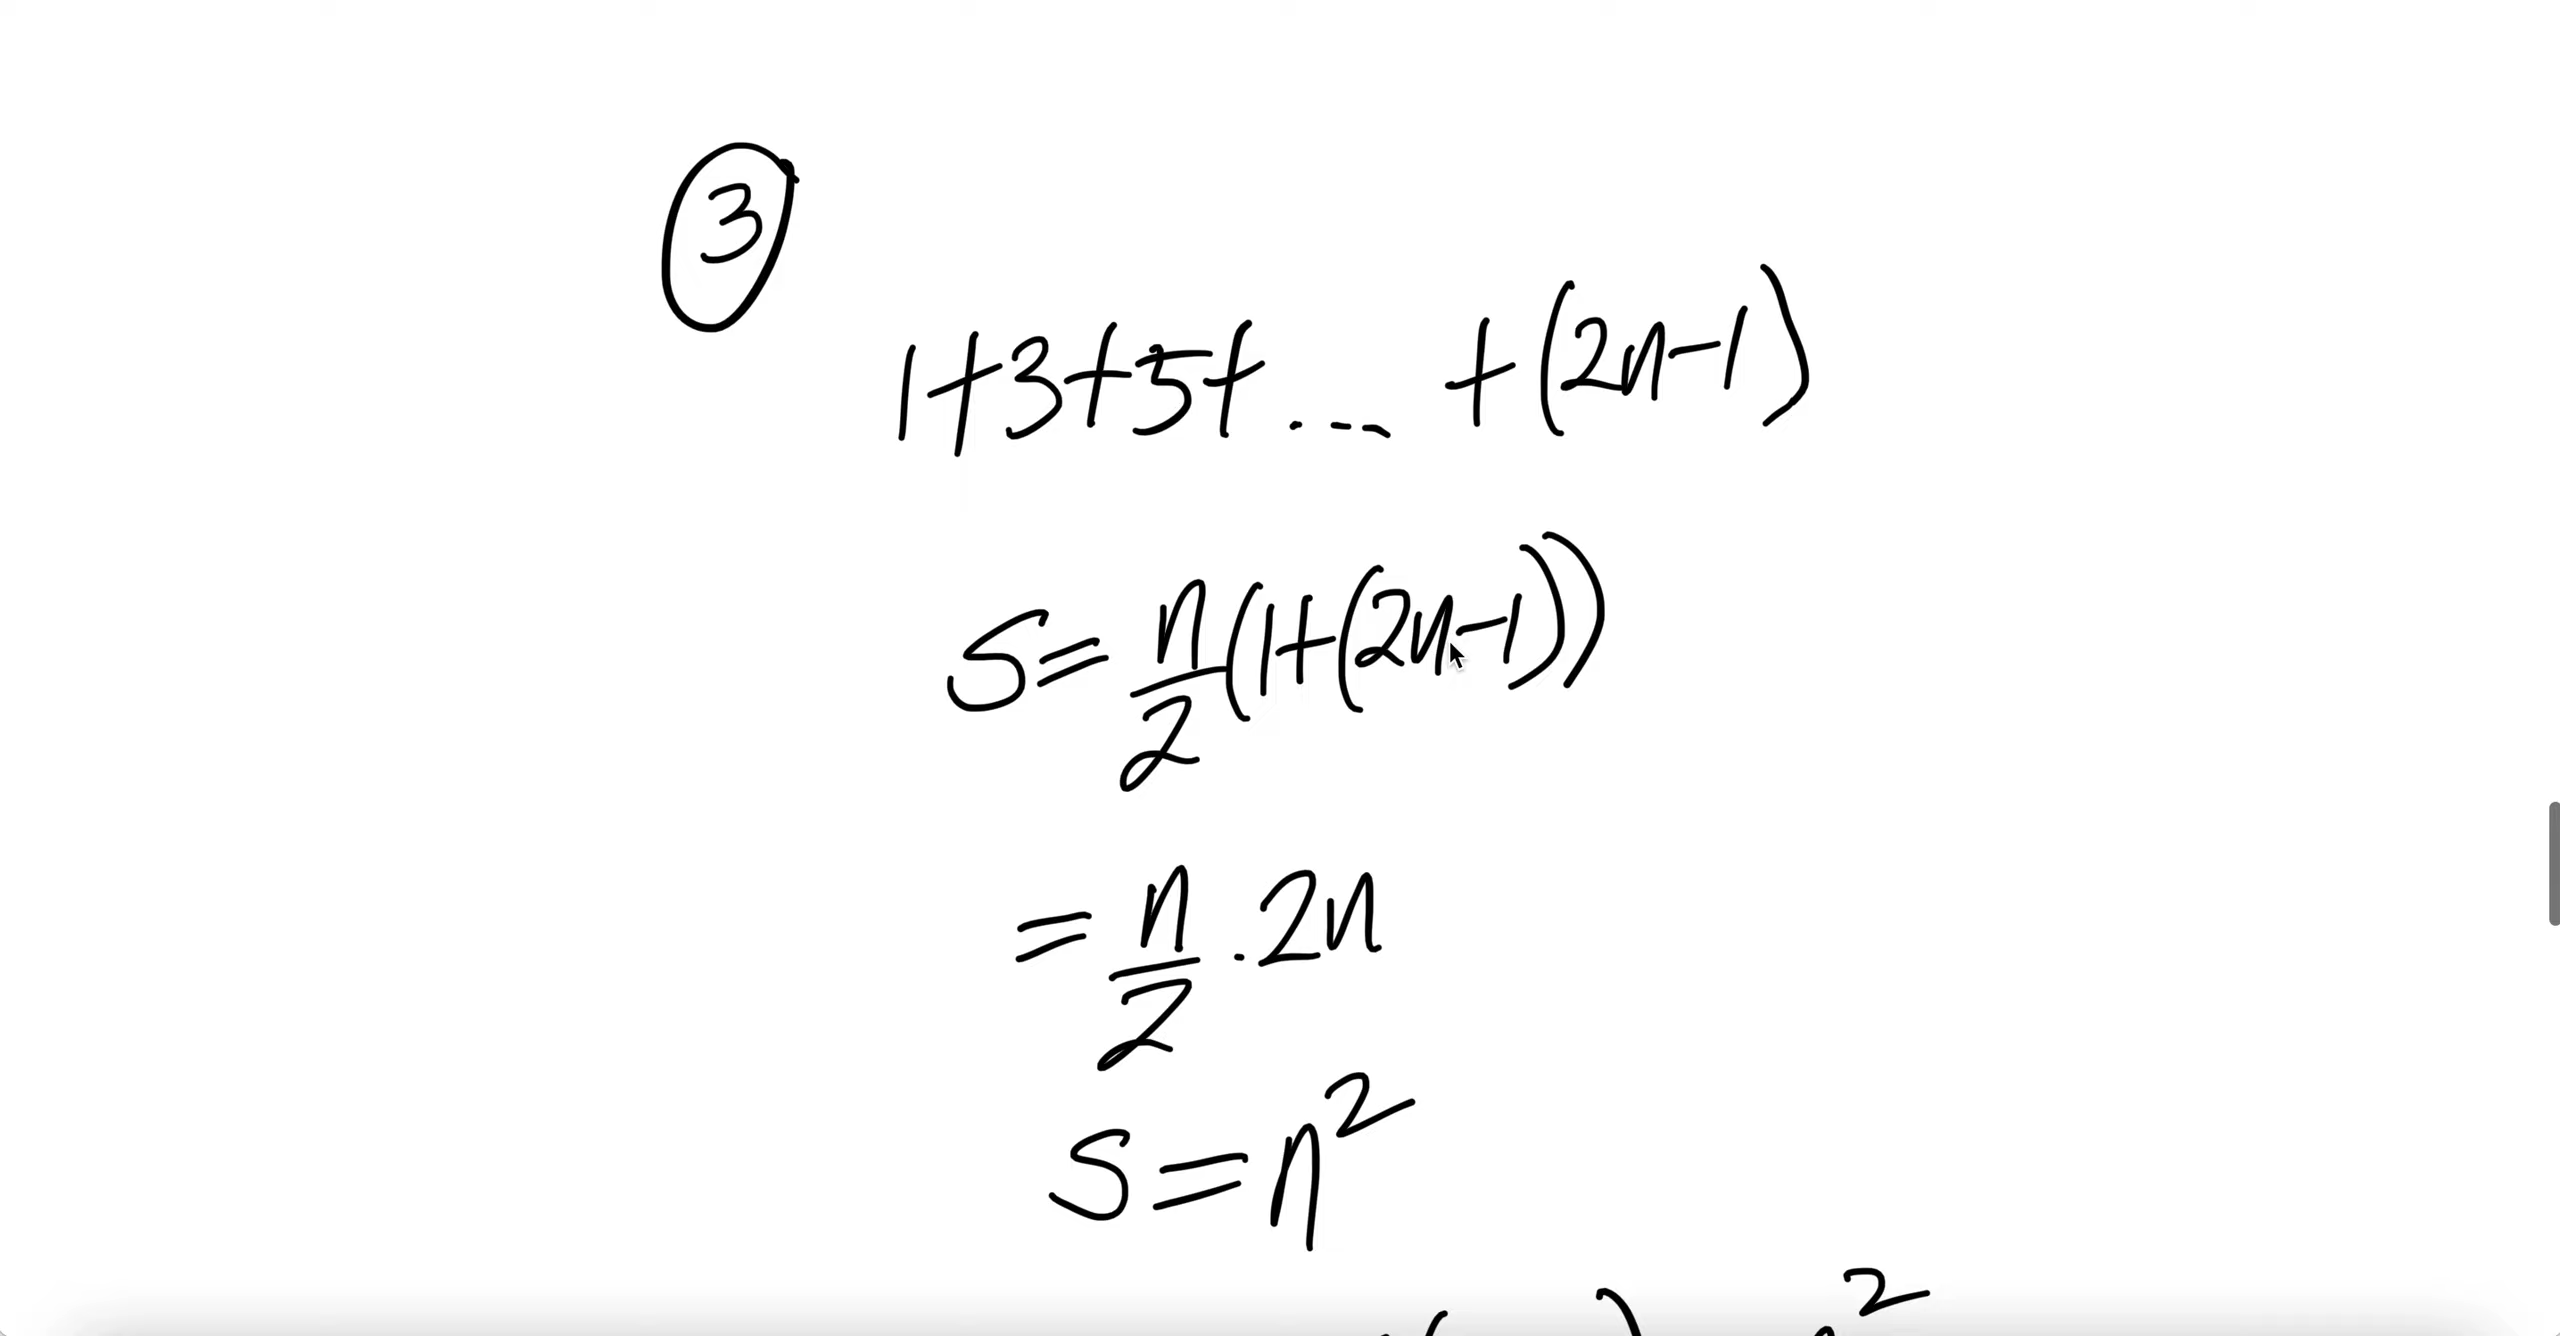 3
1+3+5+... +(2n-1)
S = n/2 (1+(2n-1))
= n/2 . 2n
S = n²